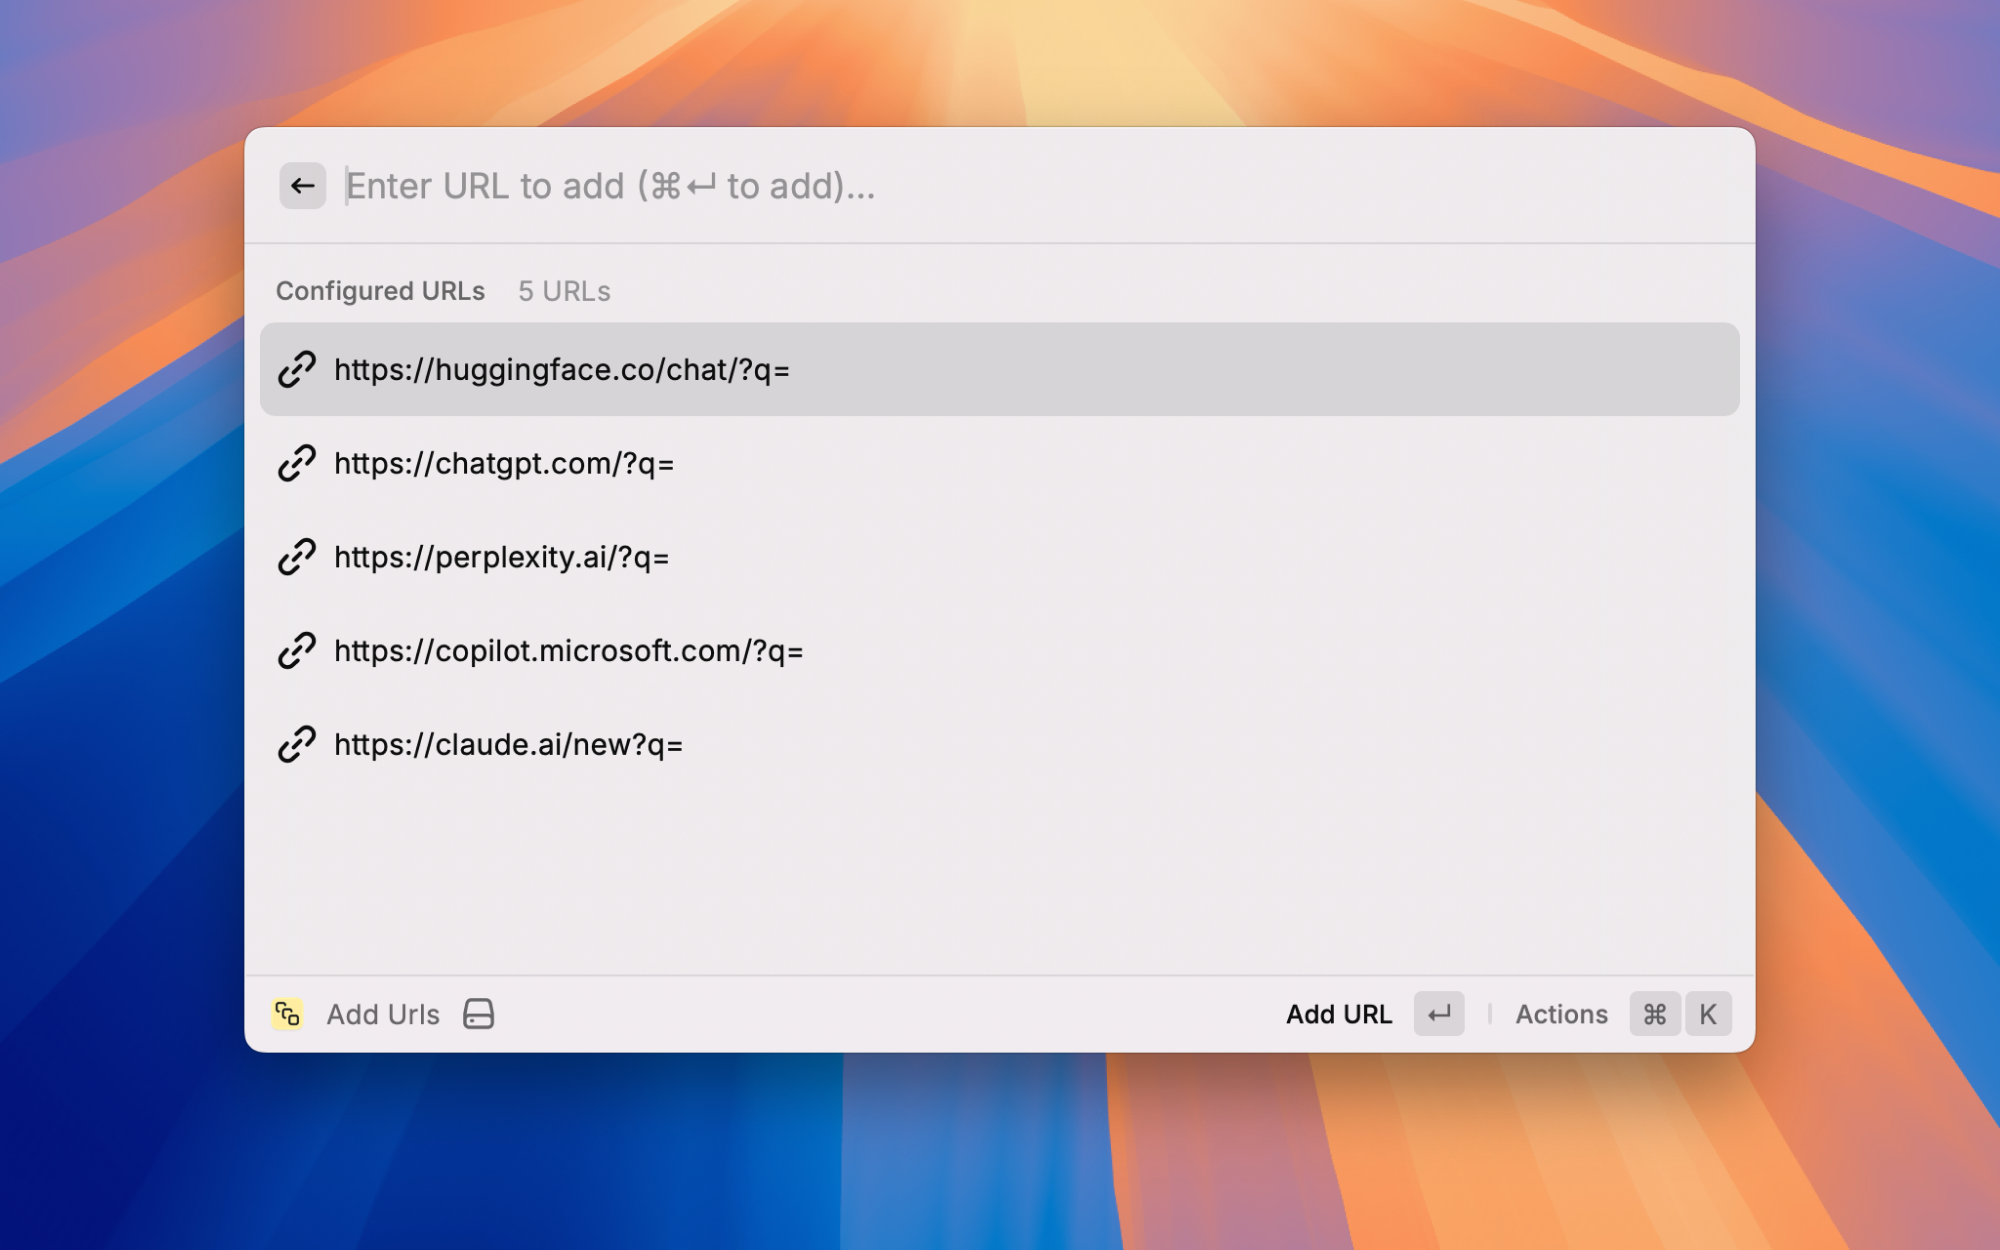 Enter URL to add (⌘↵ to add)...
Configured URLs 5 URLs
https://huggingface.co/chat/?q=
https://chatgpt.com/?q=
https://perplexity.ai/?q=
https://copilot.microsoft.com/?q=
https://claude.ai/new?q=
Add Urls Add URL ↵ Actions ⌘ K